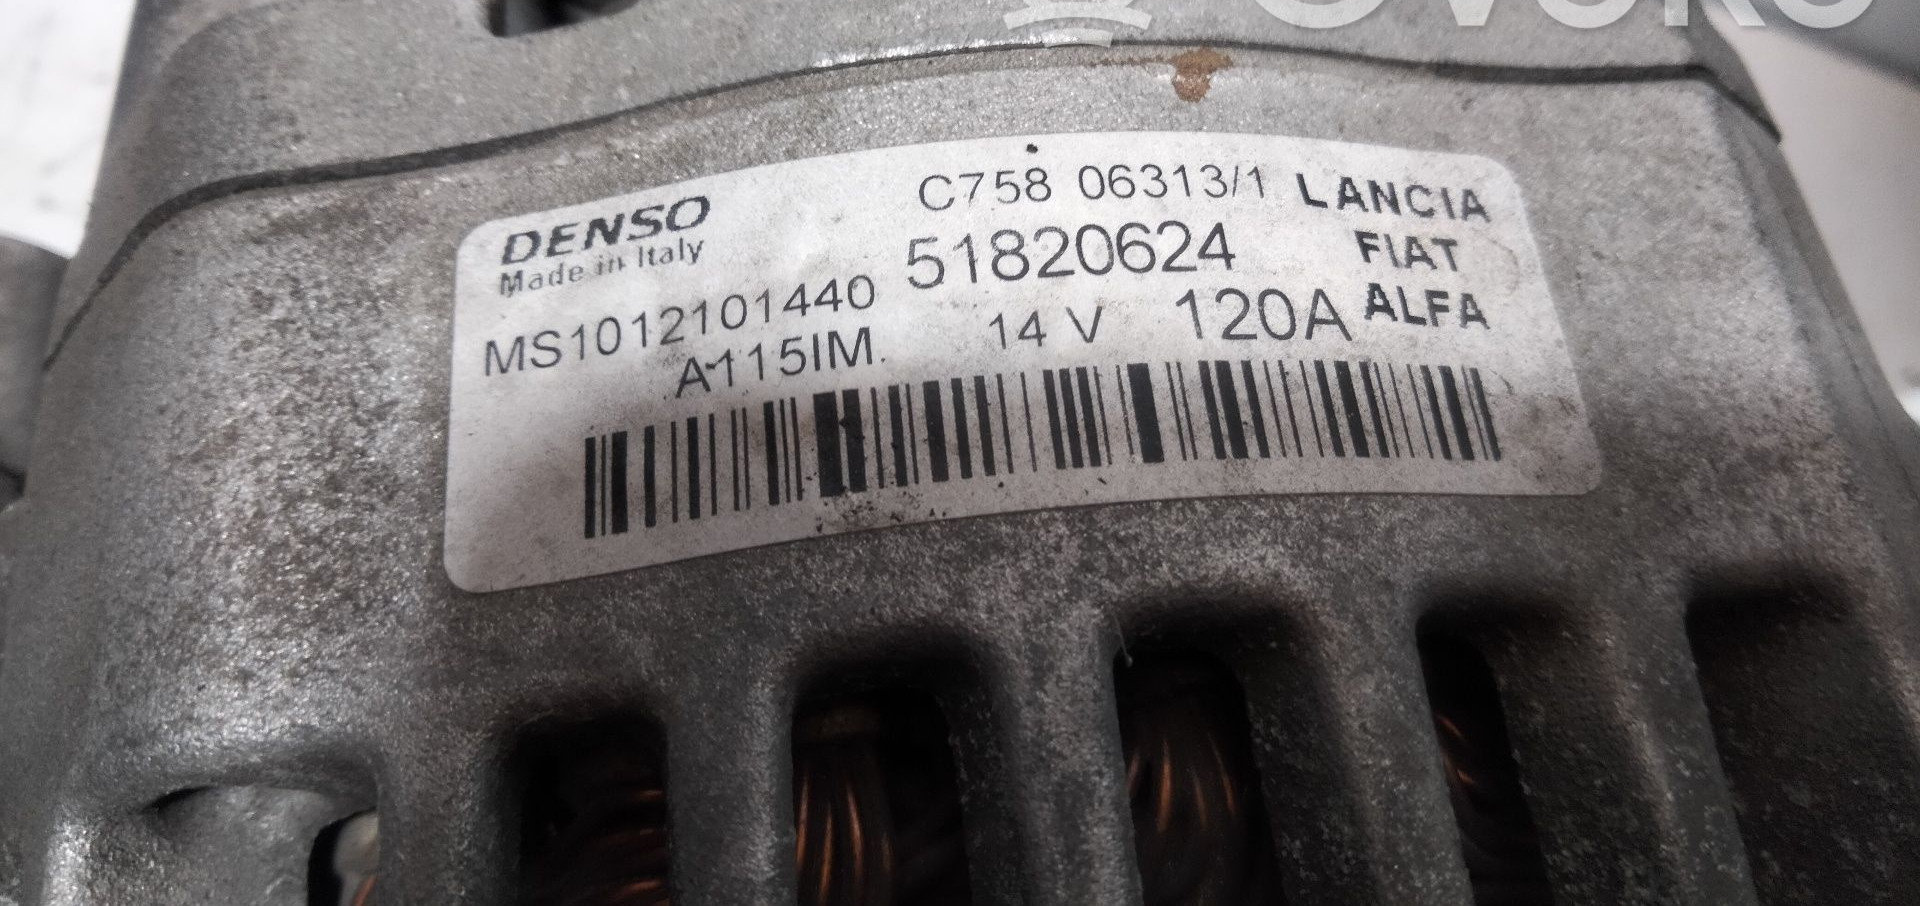 DENSO
Made in Italy
C758 06313/1
51820624
MS1012101440
A115IM.
14 V
120A
LANCIA
FIAT
ALFA